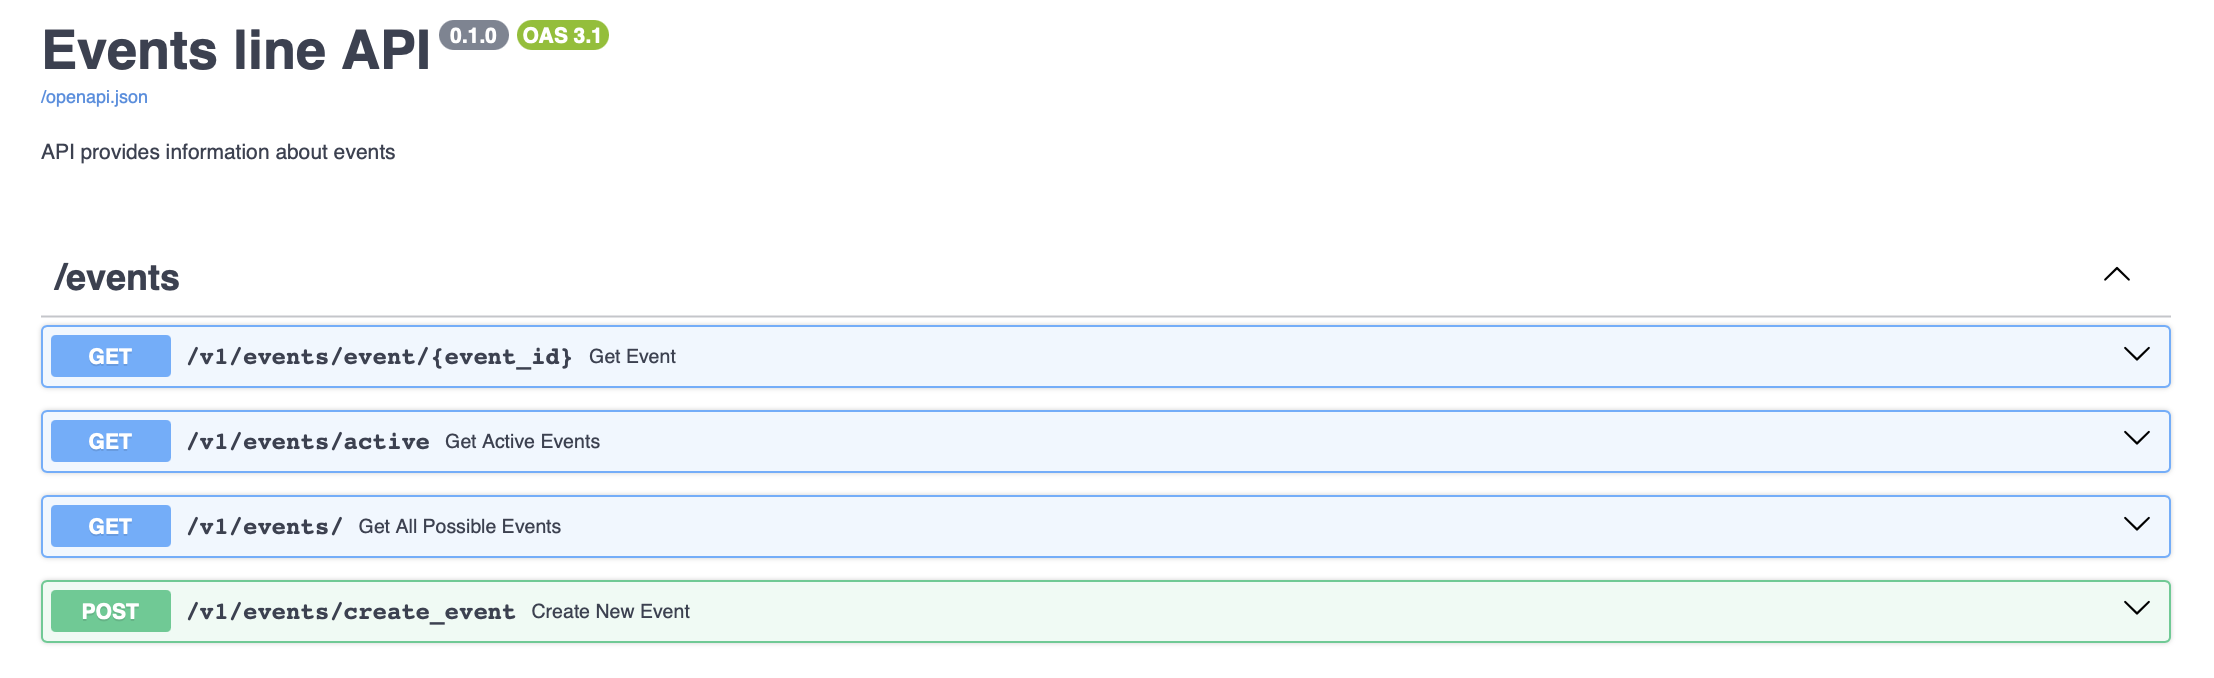 Events line API 0.1.0 OAS 3.1
/openapi.json
API provides information about events
/events
GET /v1/events/event/{event_id} Get Event
GET /v1/events/active Get Active Events
GET /v1/events/ Get All Possible Events
POST /v1/events/create_event Create New Event